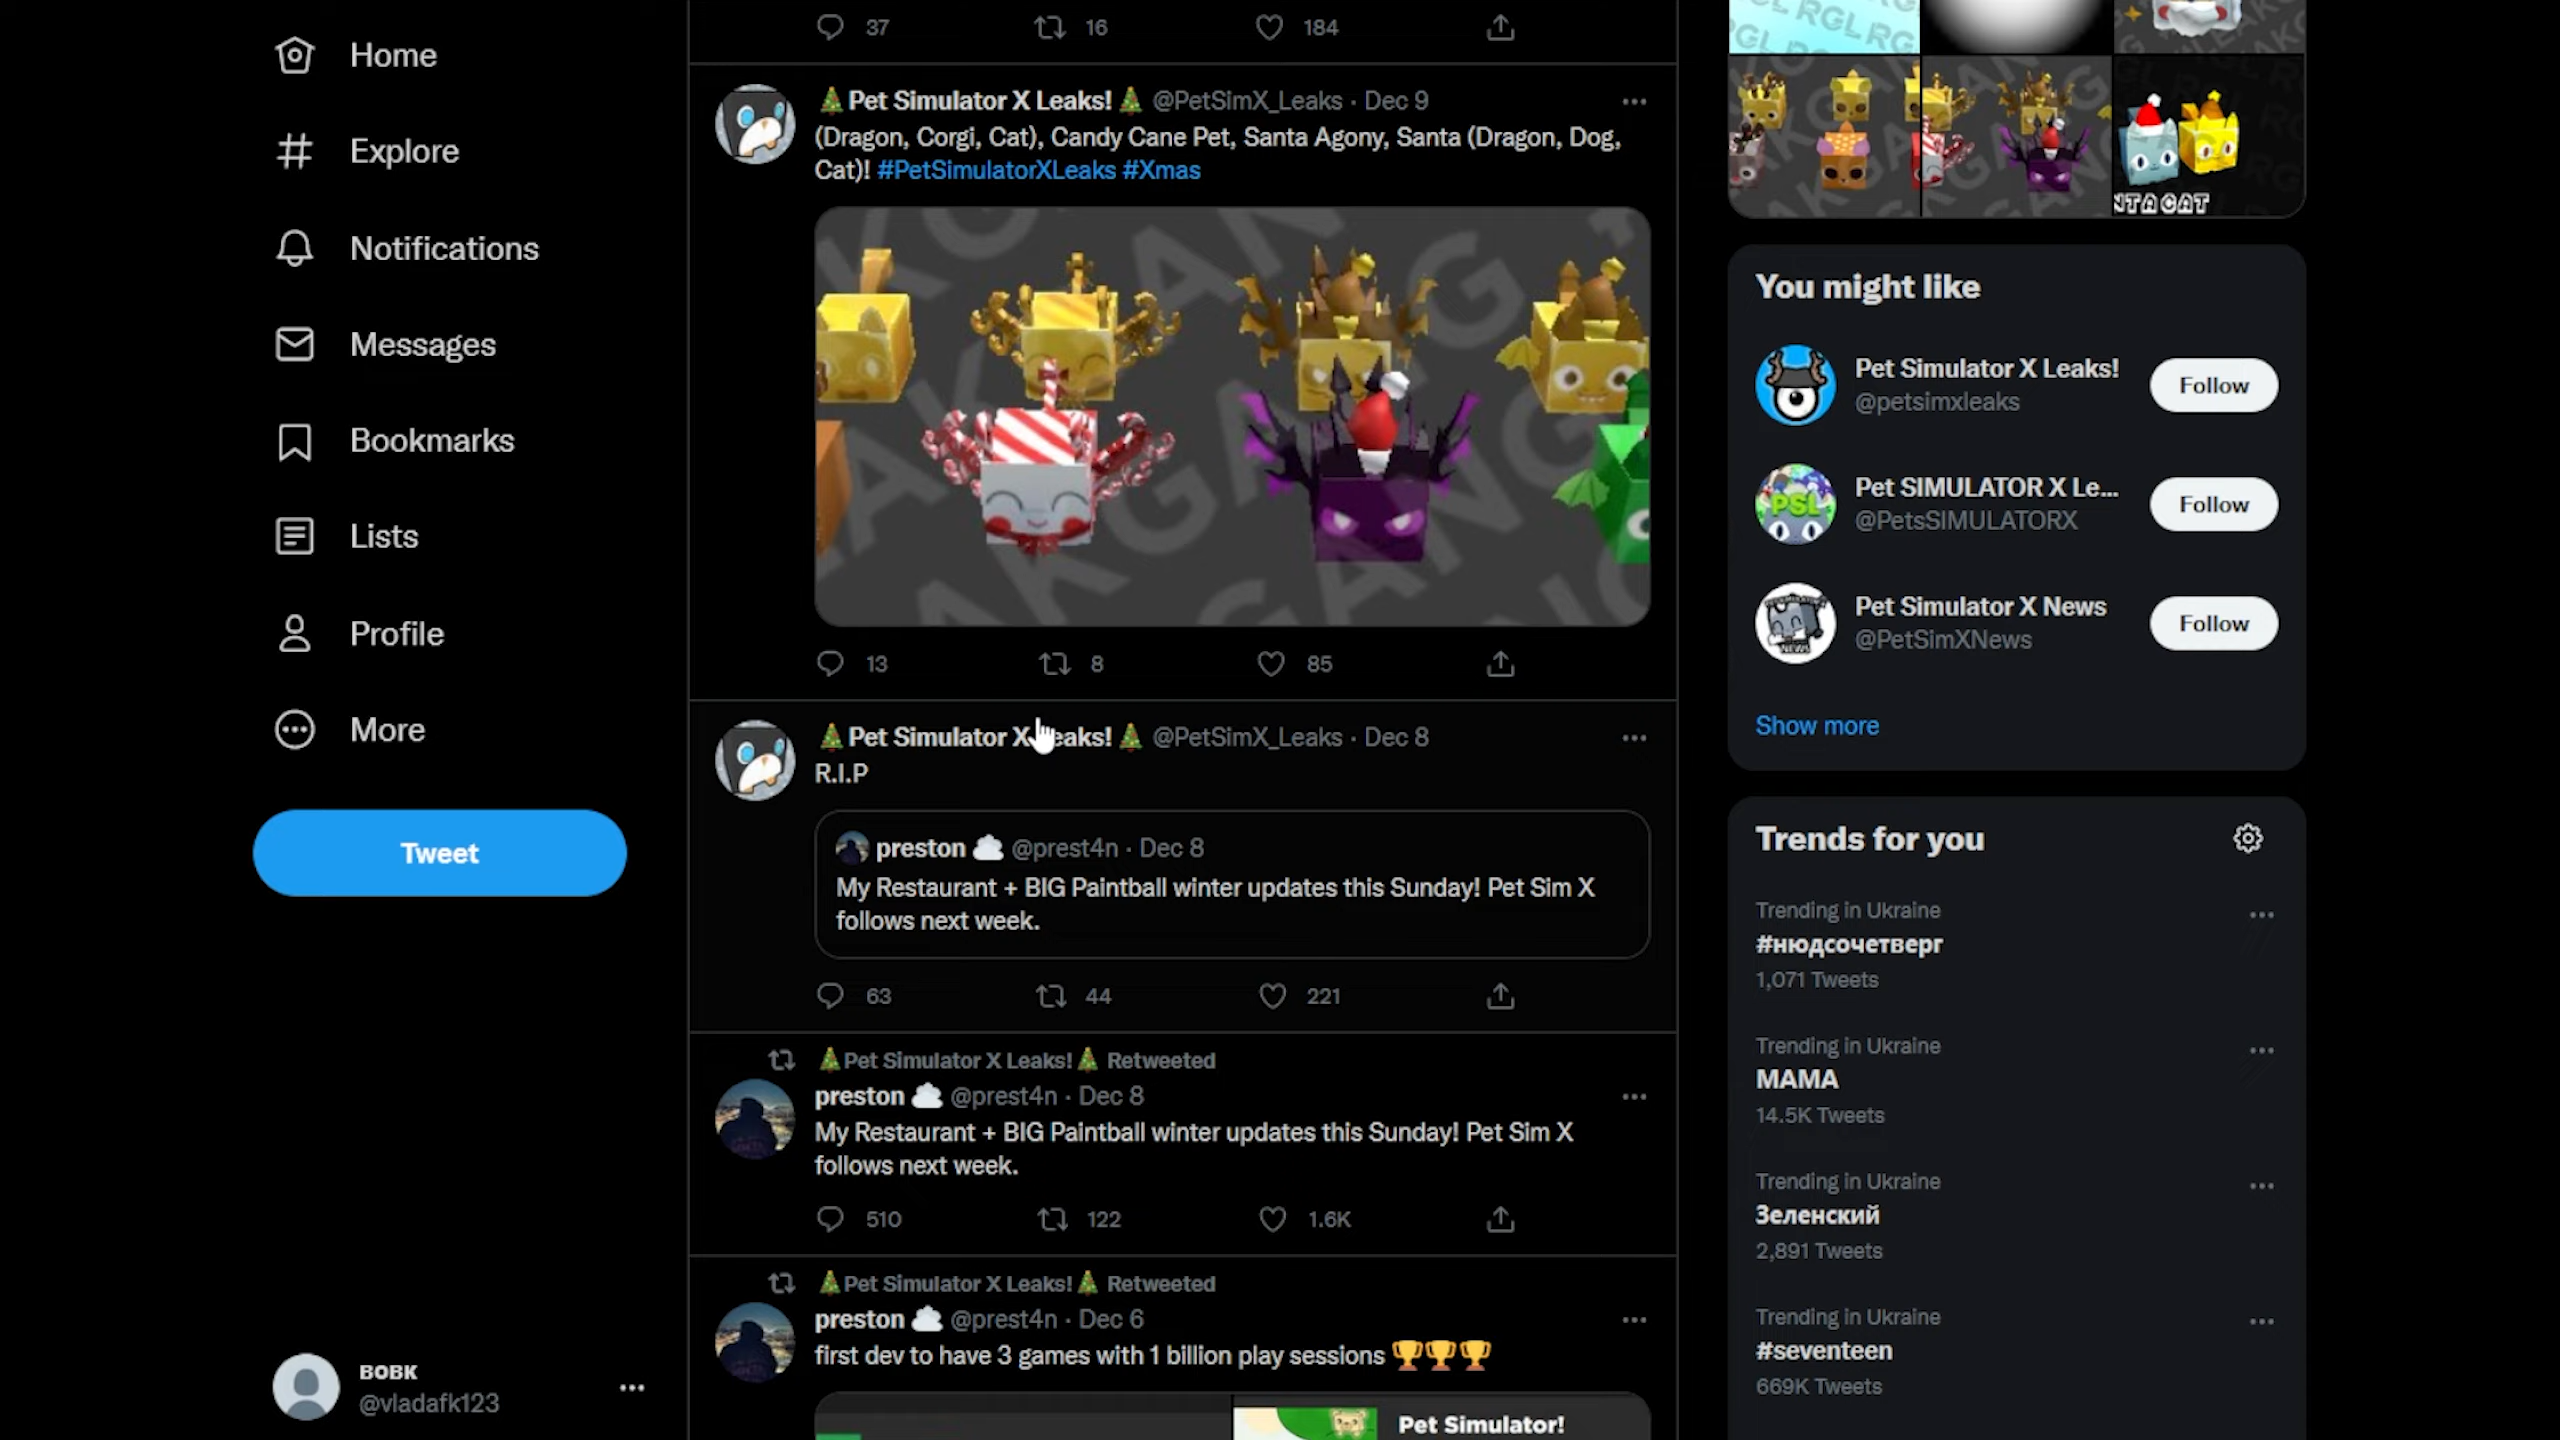 Home
Explore
Notifications
Messages
Bookmarks
Lists
Profile
More
Tweet
вовк
@vladafk123
37 16 184
🎄Pet Simulator X Leaks!🎄 @PetSimX_Leaks · Dec 9
(Dragon, Corgi, Cat), Candy Cane Pet, Santa Agony, Santa (Dragon, Dog,
Cat)! #PetSimulatorXLeaks #Xmas
13 8 85
🎄Pet Simulator X Leaks!🎄 @PetSimX_Leaks · Dec 8
R.I.P
preston ☁️ @prest4n · Dec 8
My Restaurant + BIG Paintball winter updates this Sunday! Pet Sim X
follows next week.
63 44 221
🎄Pet Simulator X Leaks!🎄 Retweeted
preston ☁️ @prest4n · Dec 8
My Restaurant + BIG Paintball winter updates this Sunday! Pet Sim X
follows next week.
510 122 1.6K
🎄Pet Simulator X Leaks!🎄 Retweeted
preston ☁️ @prest4n · Dec 6
first dev to have 3 games with 1 billion play sessions 🏆🏆🏆
Pet Simulator!
NTA CAT
You might like
Pet Simulator X Leaks!
@petsimxleaks
Follow
PSL
Pet SIMULATOR X Le...
@PetsSIMULATORX
Follow
Pet Simulator X News
@PetSimXNews
Follow
NEWS
Show more
Trends for you
Trending in Ukraine
#нюдсочетверг
1,071 Tweets
Trending in Ukraine
MAMA
14.5K Tweets
Trending in Ukraine
Зеленский
2,891 Tweets
Trending in Ukraine
#seventeen
669K Tweets